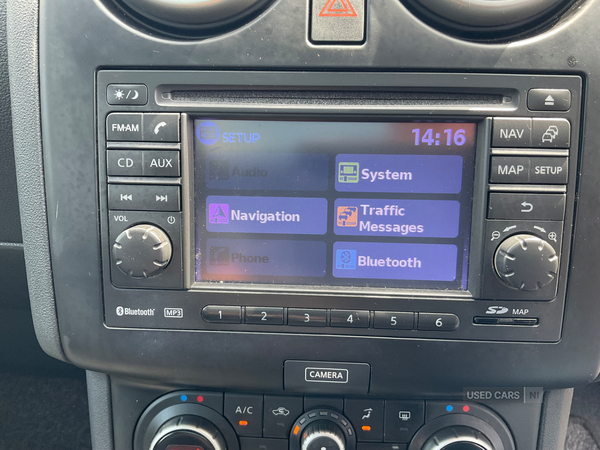 SETUP
14:16
Audio
System
Navigation
Traffic
Messages
Phone
Bluetooth
FM•AM
CD
AUX
VOL
NAV
MAP
SETUP
Bluetooth
MP3
1
2
3
4
5
6
SD MAP
CAMERA
A/C
USED CARS NI